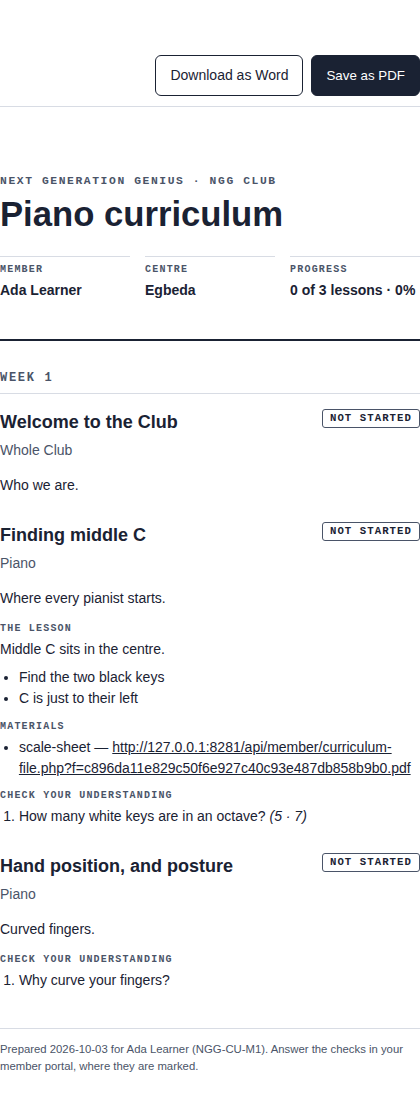 Download as Word
Save as PDF
NEXT GENERATION GENIUS · NGG CLUB
Piano curriculum
MEMBER
Ada Learner
CENTRE
Egbeda
PROGRESS
0 of 3 lessons · 0%
WEEK 1
Welcome to the Club
NOT STARTED
Whole Club
Who we are.
Finding middle C
NOT STARTED
Piano
Where every pianist starts.
THE LESSON
Middle C sits in the centre.
• Find the two black keys
• C is just to their left
MATERIALS
• scale-sheet — http://127.0.0.1:8281/api/member/curriculum-
file.php?f=c896da11e829c50f6e927c40c93e487db858b9b0.pdf
CHECK YOUR UNDERSTANDING
1. How many white keys are in an octave? (5 · 7)
Hand position, and posture
NOT STARTED
Piano
Curved fingers.
CHECK YOUR UNDERSTANDING
1. Why curve your fingers?
Prepared 2026-10-03 for Ada Learner (NGG-CU-M1). Answer the checks in your
member portal, where they are marked.